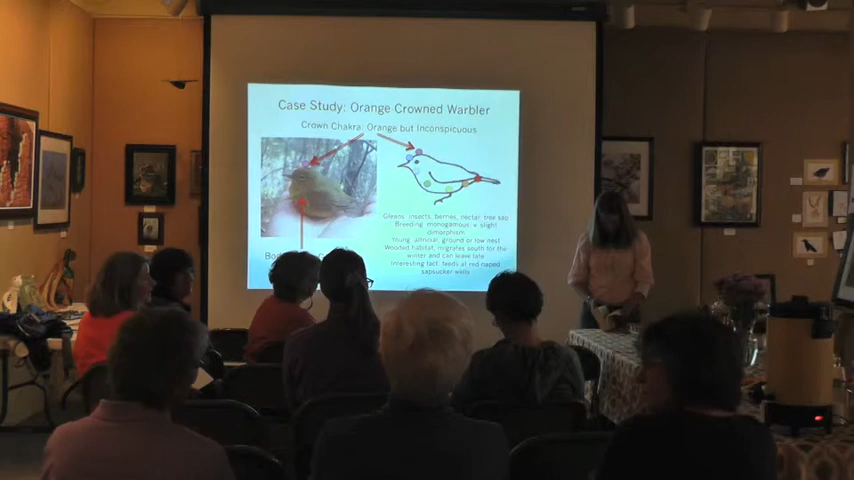 Case Study: Orange Crowned Warbler
Crown Chakra: Orange but Inconspicuous
Gleans: insects, berries, nectar, tree sap
Breeding: monogamous w slight
dimorphism
Young: altricial, ground or low nest
Wooded habitat, migrates south for the
winter and can leave late
Interesting fact: feeds at red naped
sapsucker wells